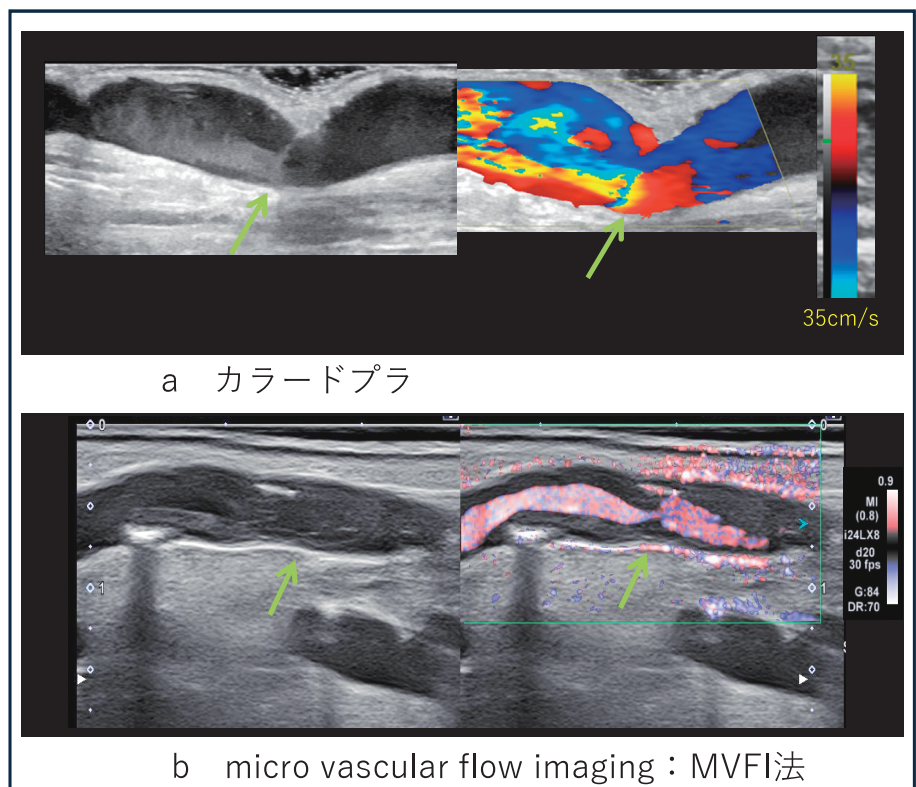 35
35cm/s
a カラードプラ
0
0
0.9
MI
(0.8)
i24LX8
d20
30 fps
1
1
G:84
DR:70
b micro vascular flow imaging：MVFI法